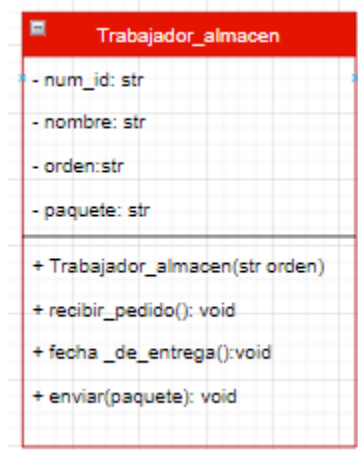 Trabajador_almacen
- num_id: str
- nombre: str
- orden:str
- paquete: str
+ Trabajador_almacen(str orden)
+ recibir_pedido(): void
+ fecha _de_entrega():void
+ enviar(paquete): void